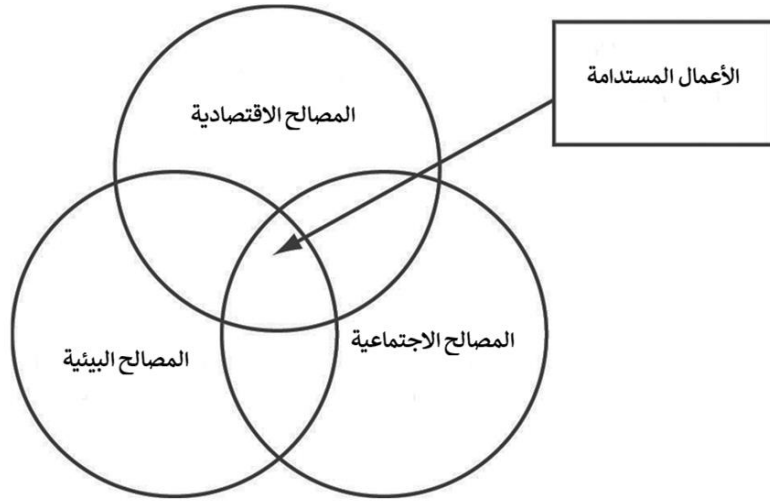 الأعمال المستدامة
المصالح الاقتصادية
المصالح الاجتماعية
المصالح البيئية